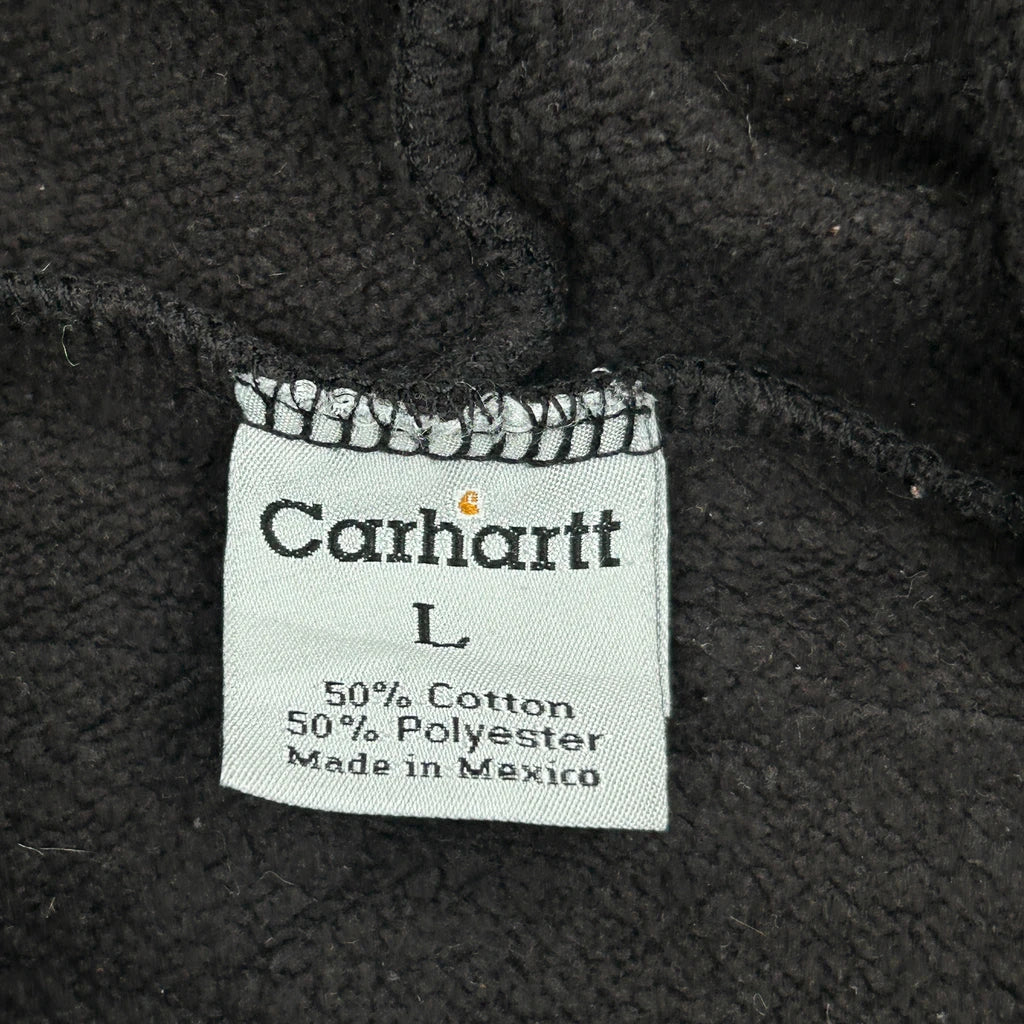 Carhartt
L
50% Cotton
50% Polyester
Made in Mexico